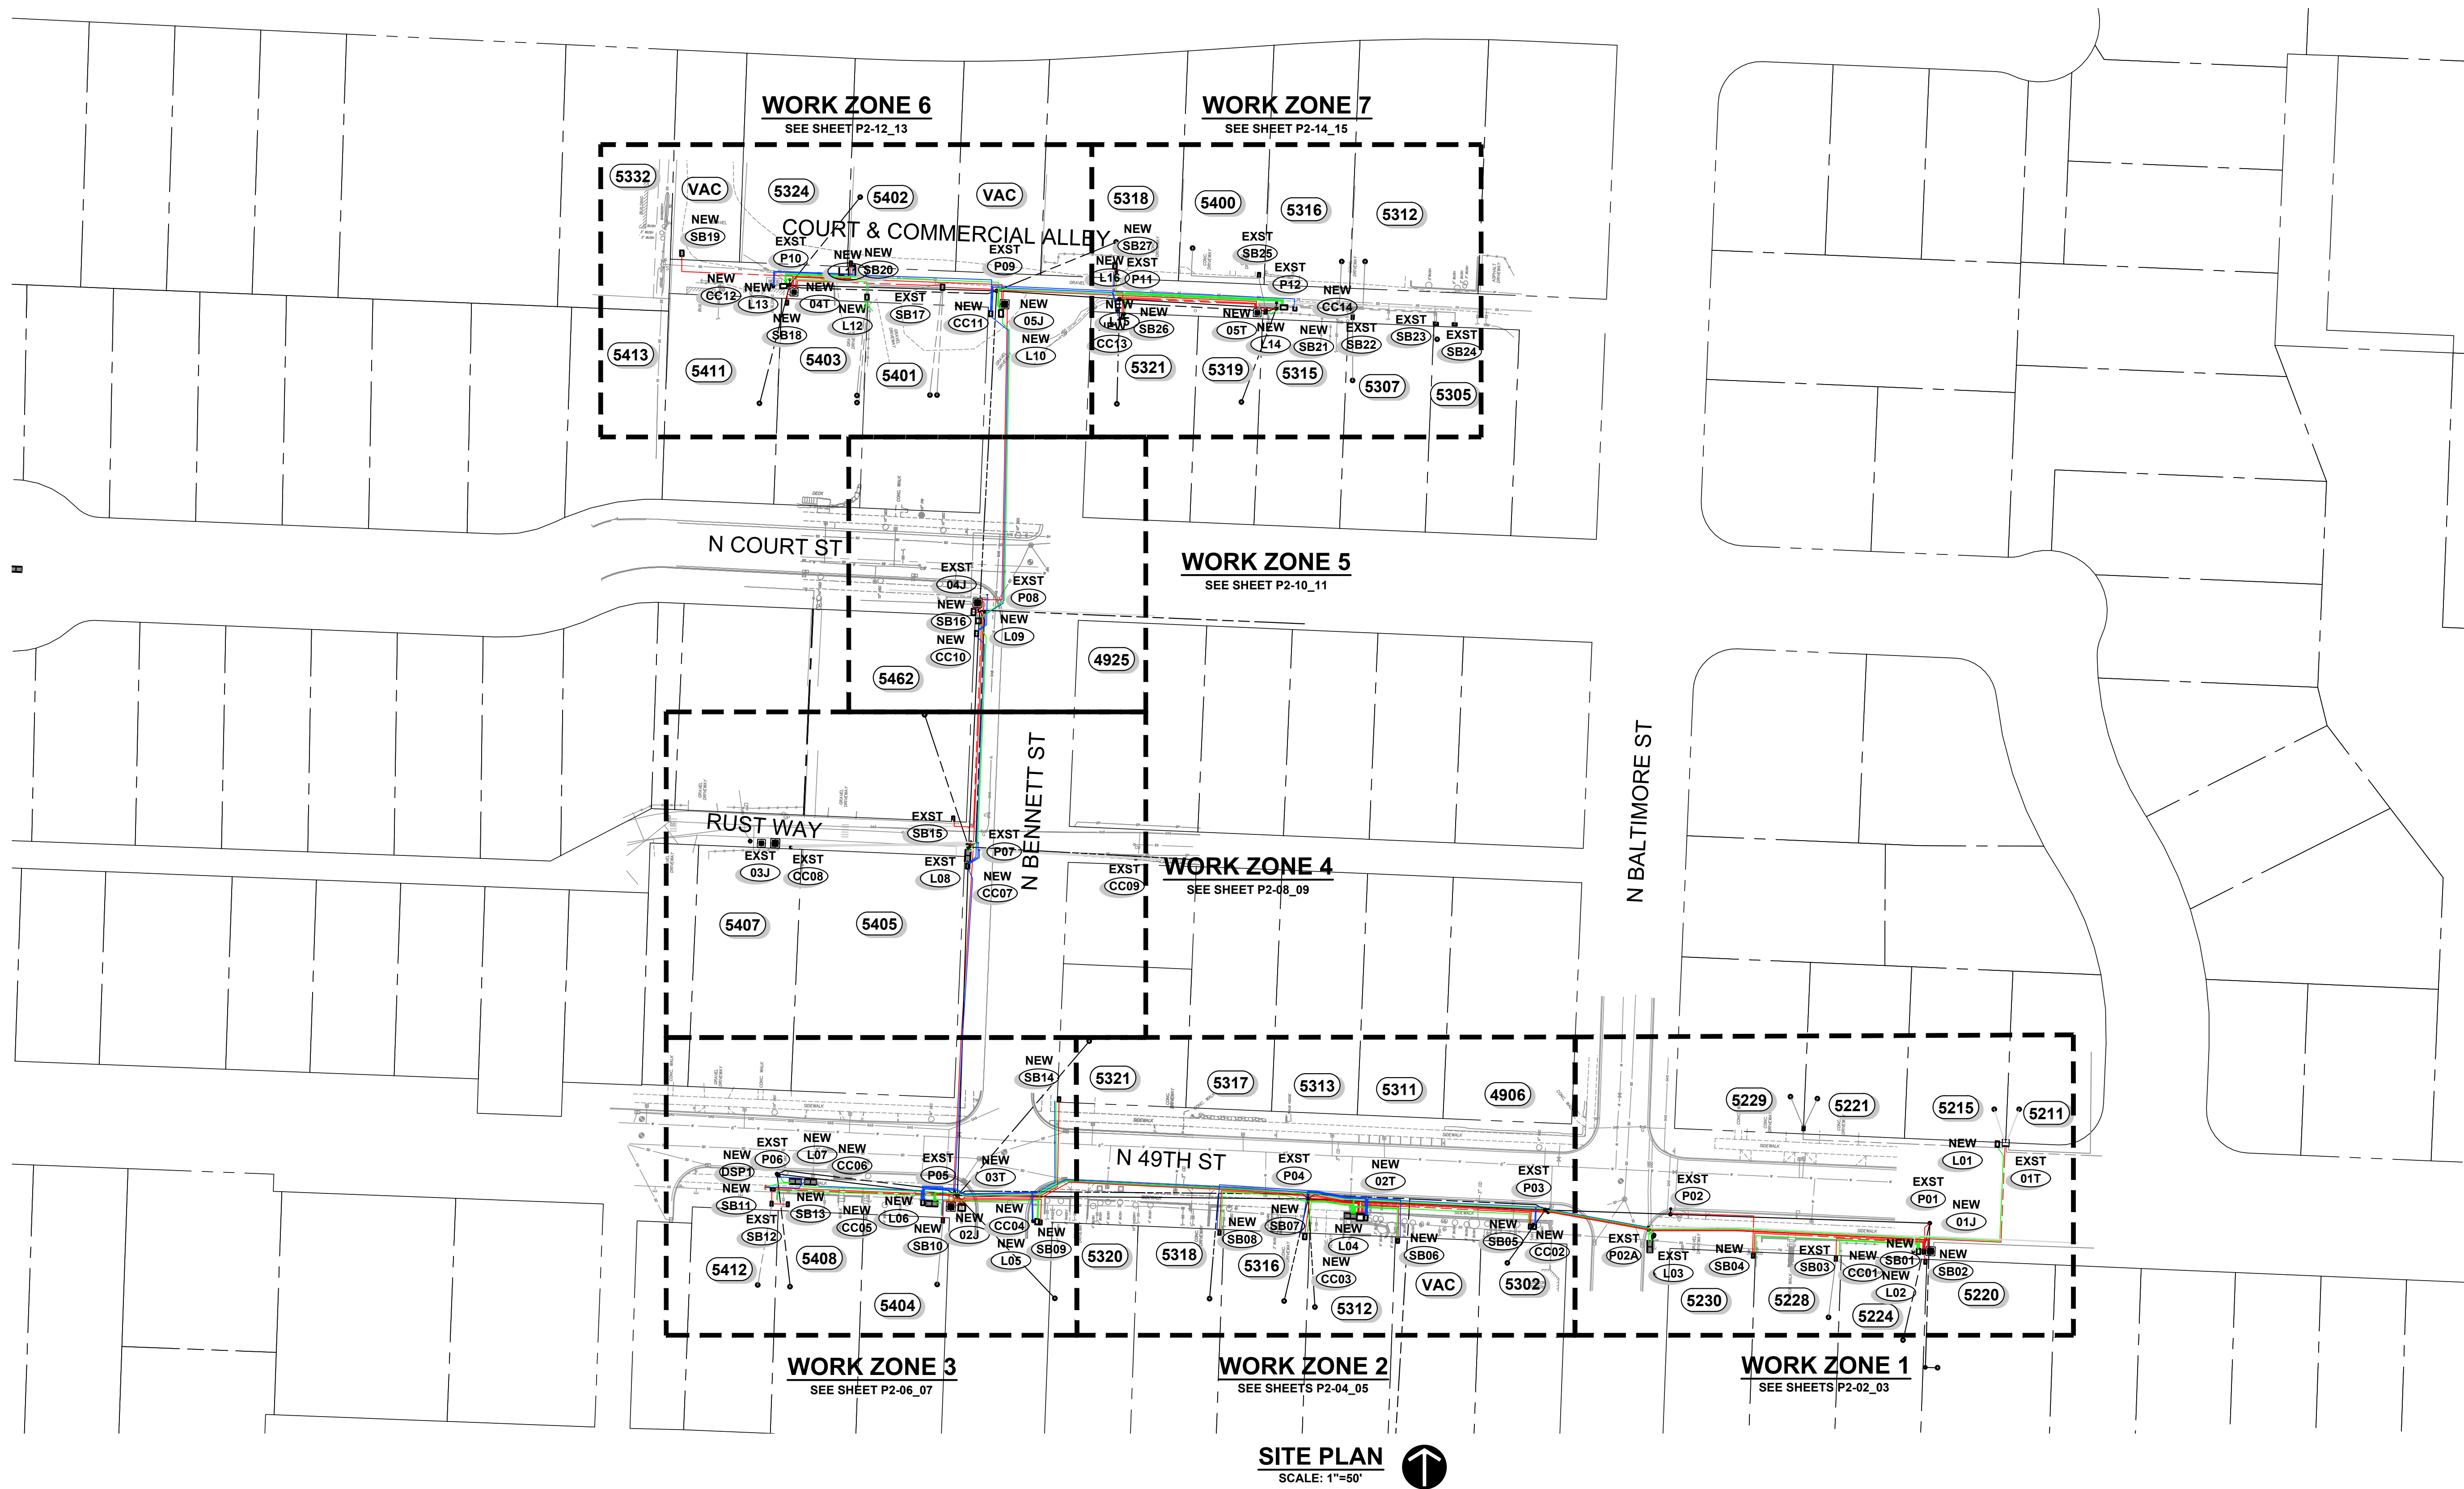 WORK ZONE 6
SEE SHEET P2-12_13
WORK ZONE 7
SEE SHEET P2-14_15
5332
VAC
5324
5402
VAC
5318
5400
5316
5312
NEW
SB19
COURT & COMMERCIAL ALLEY
EXST
P10
NEW
L11
NEW
SB20
EXST
P09
NEW
SB27
EXST
SB25
NEW
L16
EXST
P11
EXST
P12
NEW
CC12
NEW
L13
NEW
04T
NEW
L12
EXST
SB17
NEW
CC11
NEW
05J
NEW
L15
NEW
SB26
NEW
CC13
NEW
05T
NEW
L14
NEW
CC14
NEW
SB21
EXST
SB22
EXST
SB23
EXST
SB24
NEW
SB18
NEW
L10
5413
5411
5403
5401
5321
5319
5315
5307
5305
DECK
CONC. WALK
N COURT ST
WORK ZONE 5
SEE SHEET P2-10_11
EXST
04J
EXST
P08
NEW
SB16
NEW
L09
NEW
CC10
5462
4925
N BENNETT ST
N BALTIMORE ST
GRAVEL
DRIVEWAY
GRAVEL
DRIVEWAY
RUST WAY
EXST
SB15
EXST
P07
EXST
03J
EXST
CC08
EXST
L08
NEW
CC07
EXST
CC09
WORK ZONE 4
SEE SHEET P2-08_09
5407
5405
NEW
SB14
5321
5317
5313
5311
4906
5229
5221
5215
5211
SIDEWALK
SIDEWALK
SIDEWALK
SIDEWALK
N 49TH ST
NEW
DSP1
EXST
P06
NEW
L07
NEW
CC06
EXST
P05
NEW
03T
EXST
P04
NEW
02T
EXST
P03
EXST
P02
NEW
L01
EXST
01T
EXST
P01
NEW
01J
NEW
SB11
EXST
SB12
NEW
SB13
NEW
CC05
NEW
L06
NEW
SB10
NEW
02J
NEW
CC04
NEW
L05
NEW
SB09
NEW
SB08
NEW
SB07
NEW
L04
NEW
CC03
NEW
SB06
NEW
SB05
NEW
CC02
EXST
P02A
EXST
L03
NEW
SB04
EXST
SB03
NEW
CC01
NEW
SB01
NEW
L02
NEW
SB02
5412
5408
5404
5320
5318
5316
5312
VAC
5302
5230
5228
5224
5220
WORK ZONE 3
SEE SHEET P2-06_07
WORK ZONE 2
SEE SHEETS P2-04_05
WORK ZONE 1
SEE SHEETS P2-02_03
SITE PLAN
SCALE: 1"=50'